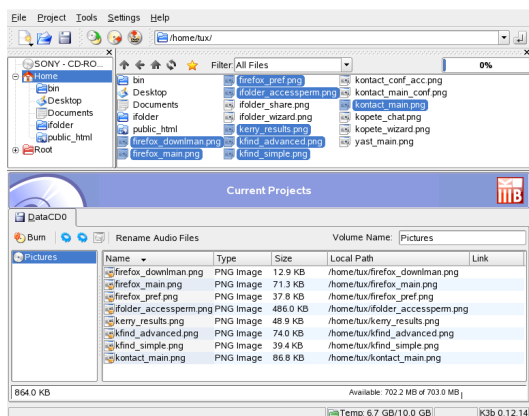 File Project Tools Settings Help
/home/tux/
SONY - CD-RO...
Home
bin
Desktop
Documents
ifolder
public_html
Root
Filter: All Files
0%
bin
Desktop
Documents
ifolder
public_html
firefox_downlman.png
firefox_main.png
firefox_pref.png
ifolder_accessperm.png
ifolder_share.png
ifolder_wizard.png
kerry_results.png
kfind_advanced.png
kfind_simple.png
kontact_conf_acc.png
kontact_main_conf.png
kontact_main.png
kopete_chat.png
kopete_wizard.png
yast_main.png
Current Projects
DataCD0
Burn Rename Audio Files Volume Name: Pictures
Pictures
Name Type Size Local Path Link
firefox_downlman.png PNG Image 12.9 KB /home/tux/firefox_downlman.png
firefox_main.png PNG Image 71.3 KB /home/tux/firefox_main.png
firefox_pref.png PNG Image 37.8 KB /home/tux/firefox_pref.png
ifolder_accessperm.png PNG Image 486.0 KB /home/tux/ifolder_accessperm.png
kerry_results.png PNG Image 48.9 KB /home/tux/kerry_results.png
kfind_advanced.png PNG Image 74.0 KB /home/tux/kfind_advanced.png
kfind_simple.png PNG Image 39.4 KB /home/tux/kfind_simple.png
kontact_main.png PNG Image 86.8 KB /home/tux/kontact_main.png
864.0 KB Available: 702.2 MB of 703.0 MB
Temp: 6.7 GB/10.0 GB K3b 0.12.14